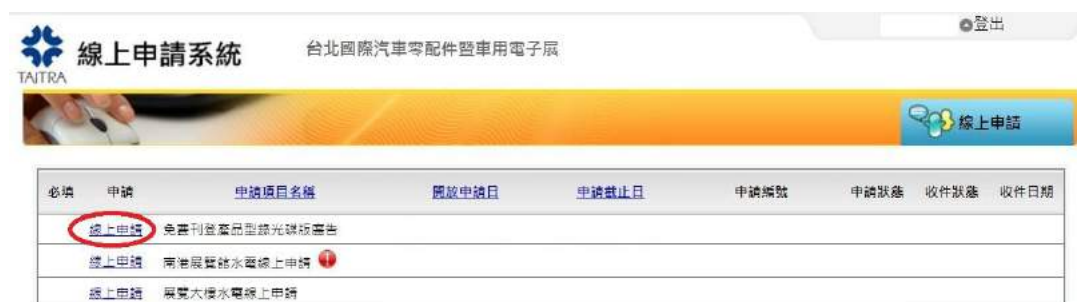 登出
線上申請系統 台北國際汽車零配件暨車用電子展
TAITRA
線上申請
必填 申請 申請項目名稱 開放申請日 申請截止日 申請編號 申請狀態 收件狀態 收件日期
線上申請 免費刊登產品型錄光碟版廣告
線上申請 南港展覽館水電線上申請
線上申請 展覽大樓水電線上申請